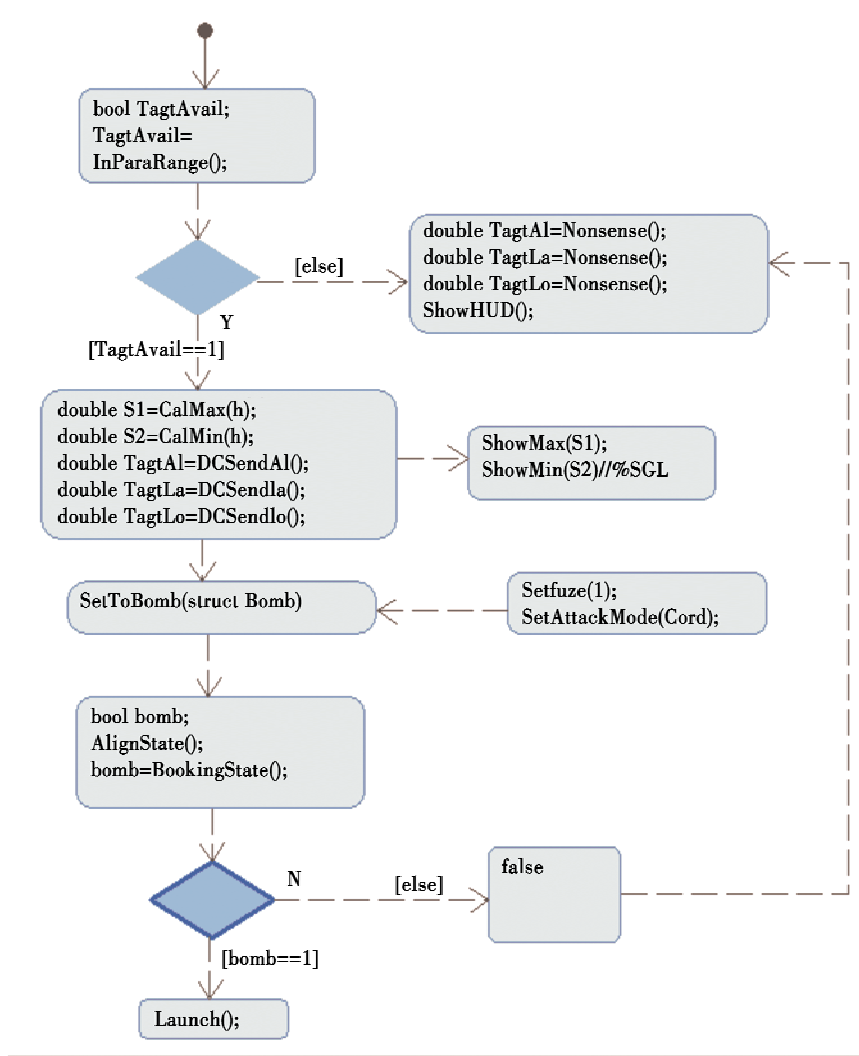 bool TagtAvail;
TagtAvail=
InParaRange();
[else]
double TagtAl=Nonsense();
double TagtLa=Nonsense();
double TagtLo=Nonsense();
ShowHUD();
Y
[TagtAvail==1]
double S1=CalMax(h);
double S2=CalMin(h);
double TagtAl=DCSendAl();
double TagtLa=DCSendla();
double TagtLo=DCSendlo();
ShowMax(S1);
ShowMin(S2)//%SGL
SetToBomb(struct Bomb)
Setfuze(1);
SetAttackMode(Cord);
bool bomb;
AlignState();
bomb=BookingState();
N
[else]
false
[bomb==1]
Launch();